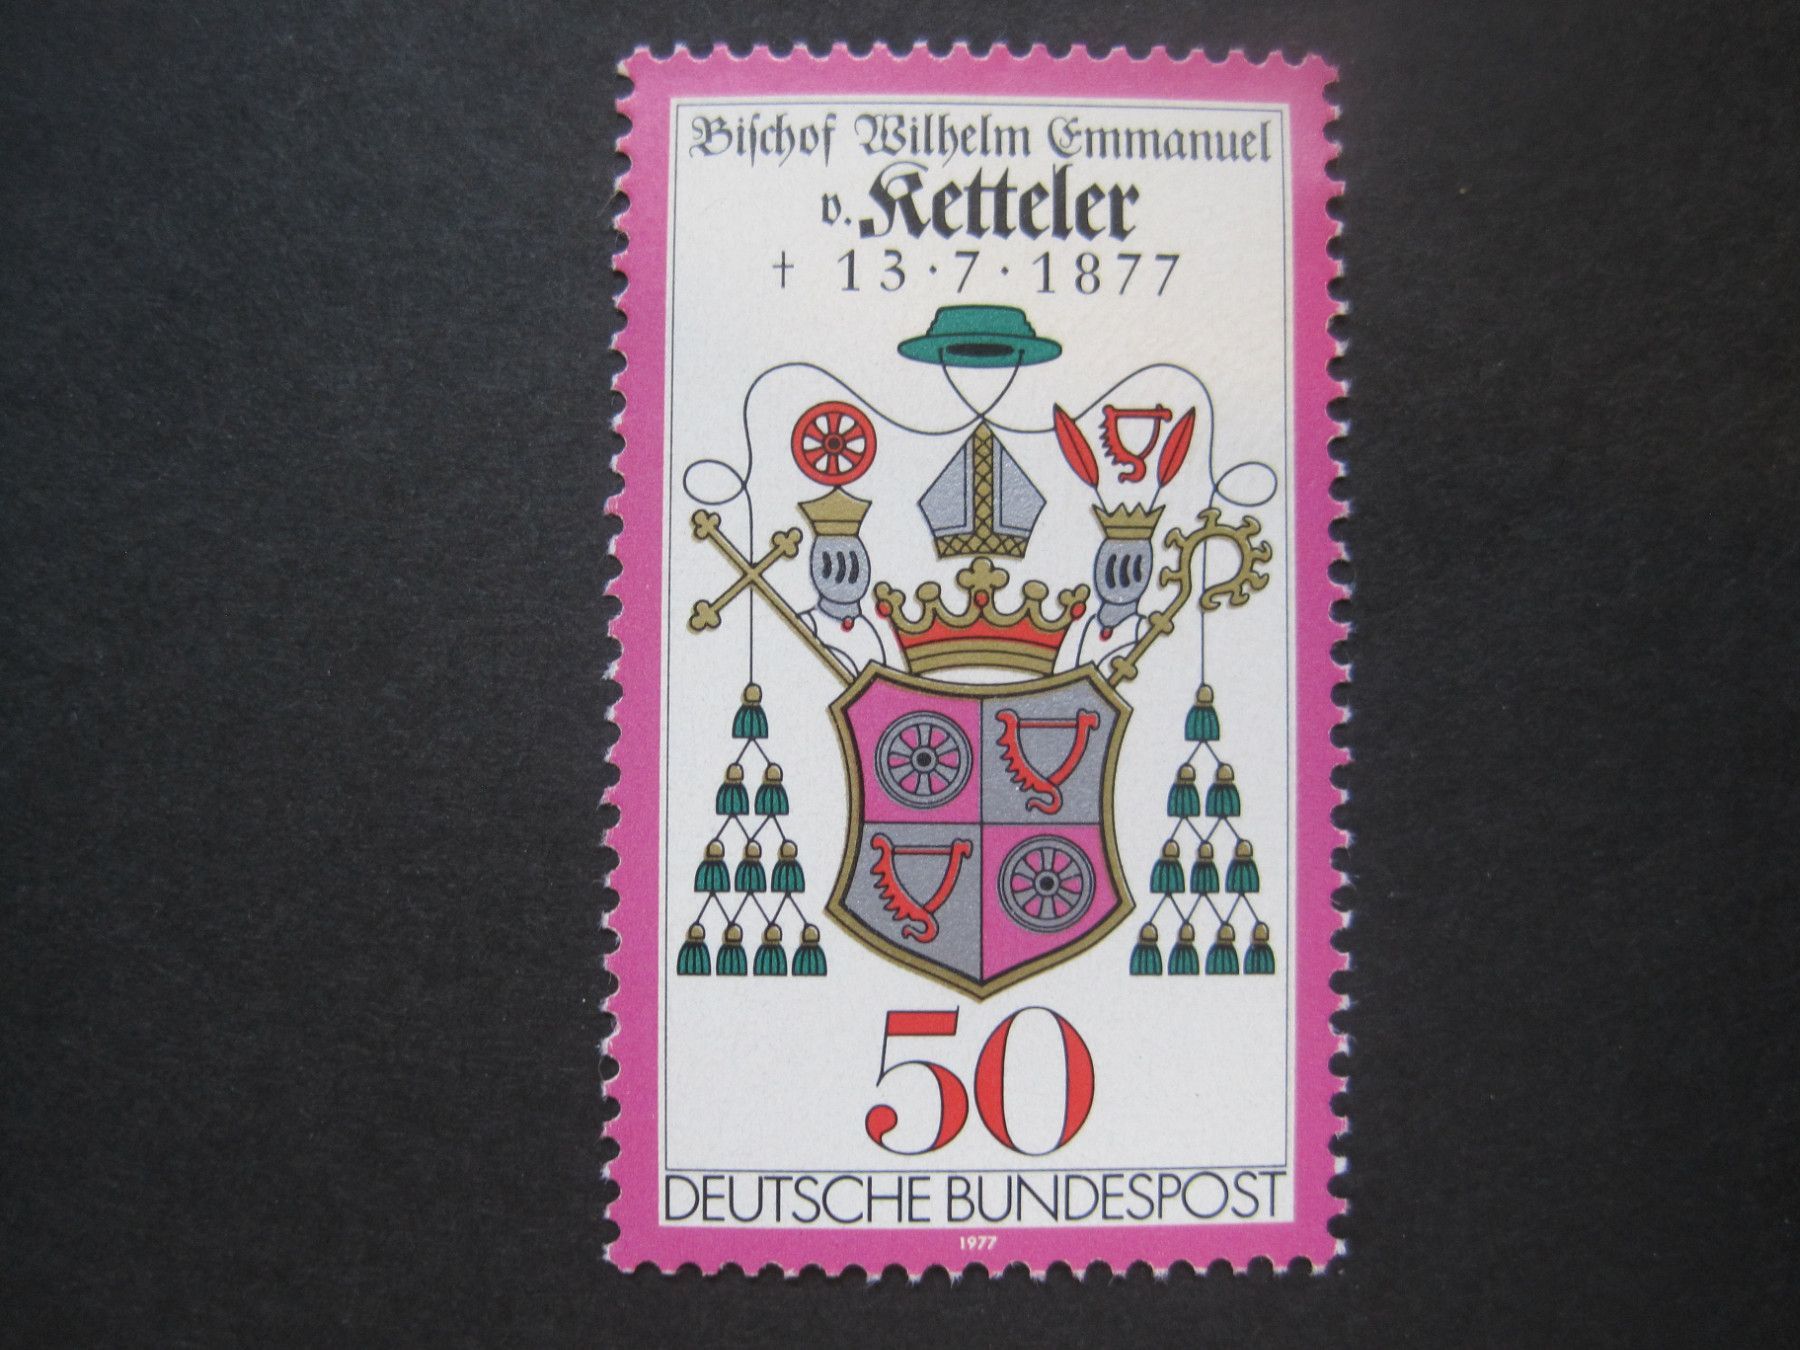 Biſchof Wilhelm Emmanuel
v. Ketteler
† 13·7·1877
50
DEUTSCHE BUNDESPOST
1977